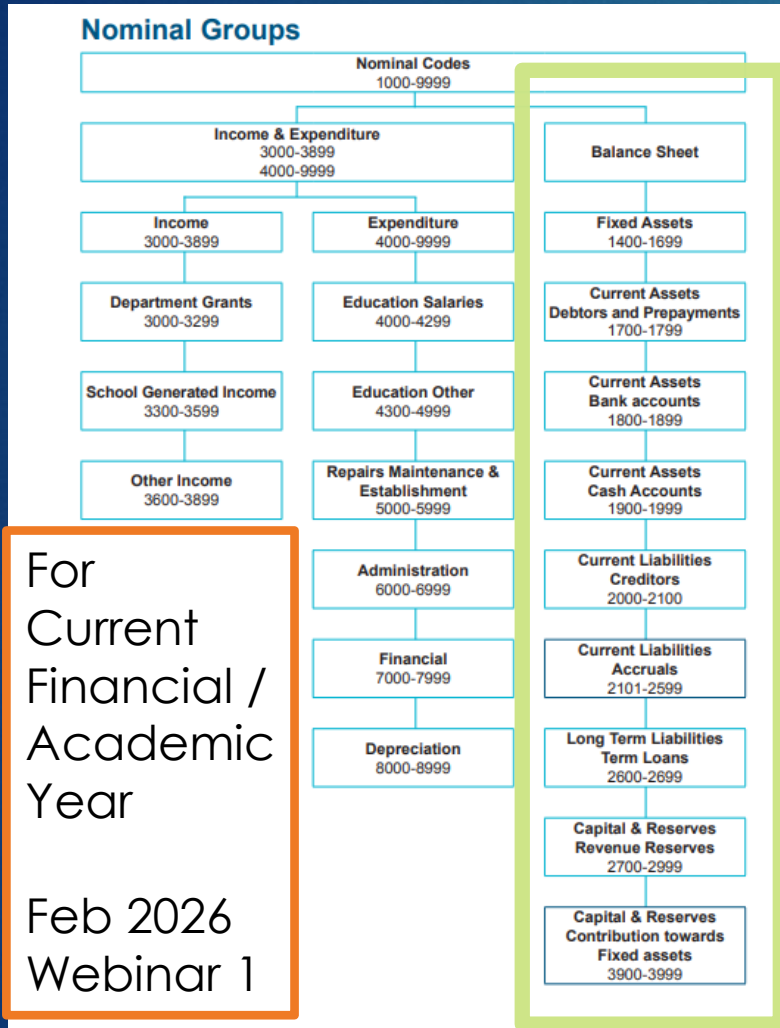 Nominal Groups
Nominal Codes
1000-9999
Income & Expenditure
3000-3899
4000-9999
Balance Sheet
Income
3000-3899
Expenditure
4000-9999
Fixed Assets
1400-1699
Department Grants
3000-3299
Education Salaries
4000-4299
Current Assets
Debtors and Prepayments
1700-1799
School Generated Income
3300-3599
Education Other
4300-4999
Current Assets
Bank accounts
1800-1899
Other Income
3600-3899
Repairs Maintenance &
Establishment
5000-5999
Current Assets
Cash Accounts
1900-1999
Administration
6000-6999
Current Liabilities
Creditors
2000-2100
Financial
7000-7999
Current Liabilities
Accruals
2101-2599
Depreciation
8000-8999
Long Term Liabilities
Term Loans
2600-2699
Capital & Reserves
Revenue Reserves
2700-2999
Capital & Reserves
Contribution towards
Fixed assets
3900-3999
For
Current
Financial /
Academic
Year
Feb 2026
Webinar 1